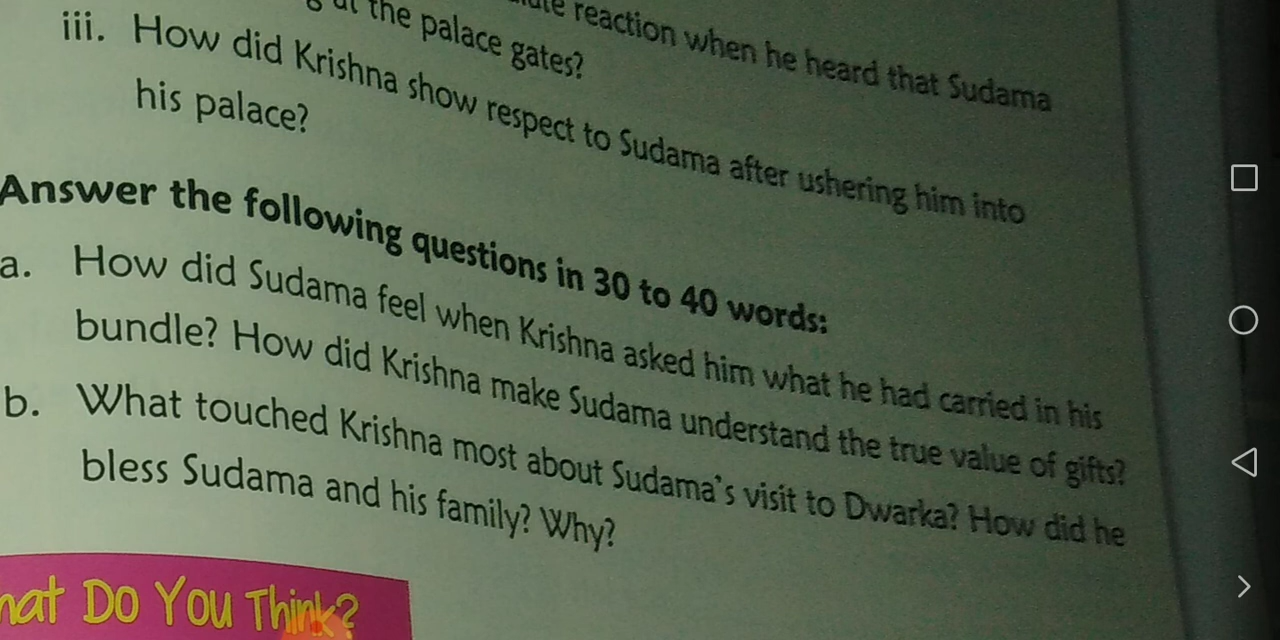 at the palace gates?
reaction when he heard that Sudama
iii. How did Krishna show respect to Sudama after ushering him into
his palace?
Answer the following questions in 30 to 40 words:
a. How did Sudama feel when Krishna asked him what he had carried in his
bundle? How did Krishna make Sudama understand the true value of gifts?
b. What touched Krishna most about Sudama's visit to Dwarka? How did he
bless Sudama and his family? Why?
Do You Think?